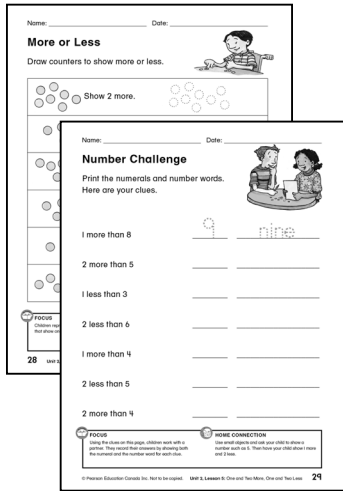 Name: ____________ Date: ____________
More or Less
Draw counters to show more or less.
Show 2 more.
FOCUS
28
Name: ____________ Date: ____________
Number Challenge
Print the numerals and number words.
Here are your clues.
1 more than 8 9 nine
2 more than 5
1 less than 3
2 less than 6
1 more than 4
2 less than 5
2 more than 4
FOCUS
Using the clues on this page, children work with a
partner. They record their answers by showing both
the numeral and the number word for each clue.
HOME CONNECTION
Use small objects and ask your child to show a
number such as 5. Then have your child show 1 more
and 2 less.
© Pearson Education Canada Inc. Not to be copied. Unit 3, Lesson 5: One and Two More, One and Two Less 29